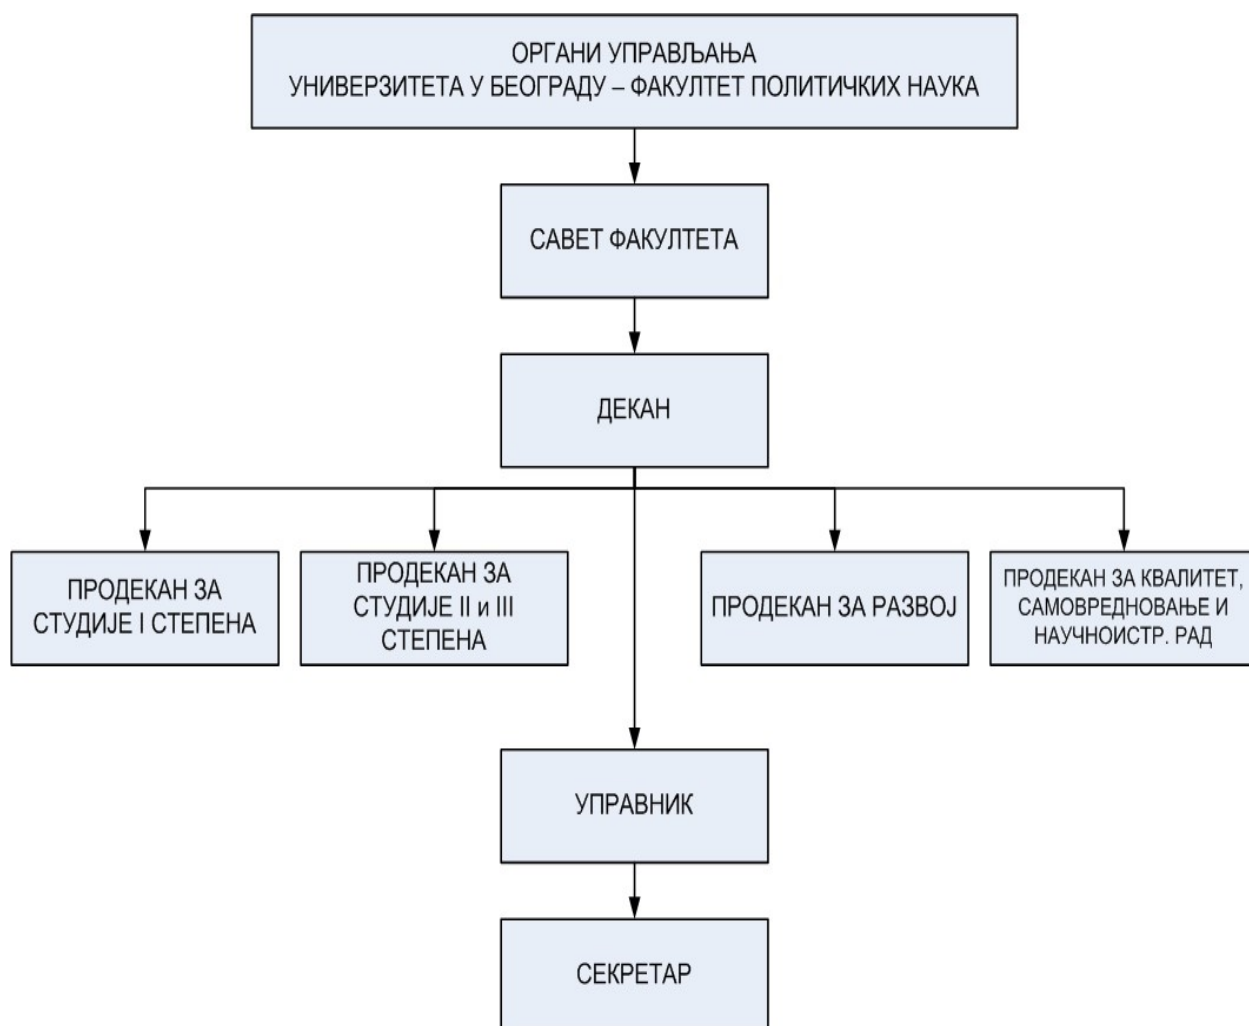 ОРГАНИ УПРАВЉАЊА
УНИВЕРЗИТЕТА У БЕОГРАДУ – ФАКУЛТЕТ ПОЛИТИЧКИХ НАУКА
САВЕТ ФАКУЛТЕТА
ДЕКАН
ПРОДЕКАН ЗА
СТУДИЈЕ I СТЕПЕНА
ПРОДЕКАН ЗА
СТУДИЈЕ II и III
СТЕПЕНА
ПРОДЕКАН ЗА РАЗВОЈ
ПРОДЕКАН ЗА КВАЛИТЕТ,
САМОВРЕДНОВАЊЕ И
НАУЧНОИСТР. РАД
УПРАВНИК
СЕКРЕТАР